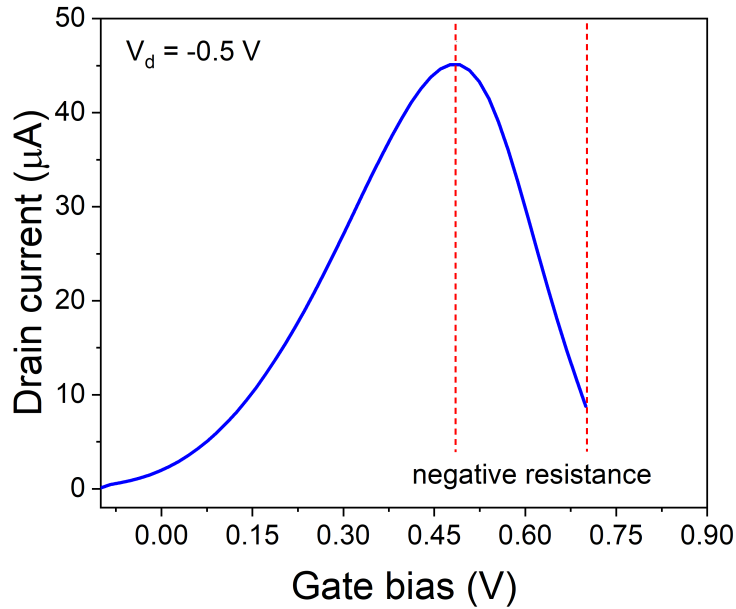 50
V_d = -0.5 V
40
30
20
10
0
Drain current (μA)
negative resistance
0.00 0.15 0.30 0.45 0.60 0.75 0.90
Gate bias (V)